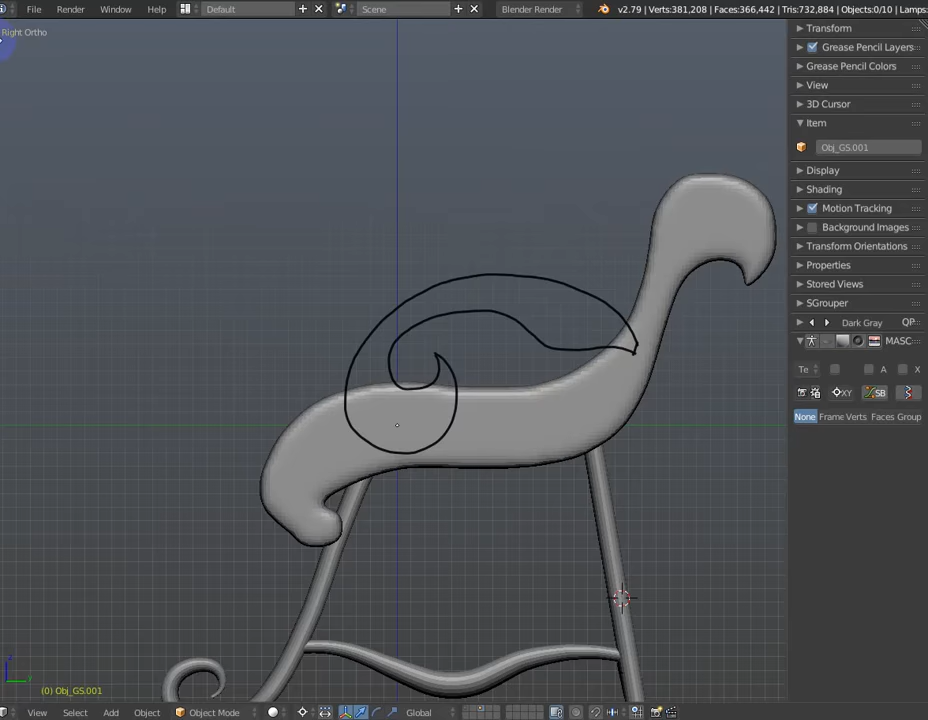 File Render Window Help Default Scene Blender Render v2.79 | Verts:381,208 | Faces:366,442 | Tris:732,884 | Objects:0/10 | Lamps:
Right Ortho
Transform
Grease Pencil Layers
Grease Pencil Colors
View
3D Cursor
Item
Obj_GS.001
Display
Shading
Motion Tracking
Background Images
Transform Orientations
Properties
Stored Views
SGrouper
Dark Gray QP
MASC
Te A X
XY SB
None Frame Verts Faces Group
z
y
(0) Obj_GS.001
View Select Add Object Object Mode Global